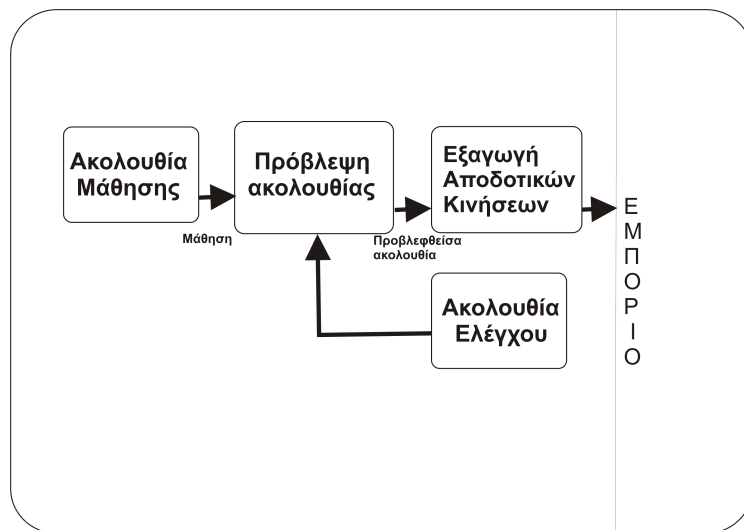 Ακολουθία
Μάθησης
Πρόβλεψη
ακολουθίας
Εξαγωγή
Αποδοτικών
Κινήσεων
Μάθηση
Προβλεφθείσα
ακολουθία
Ακολουθία
Ελέγχου
Ε
Μ
Π
Ο
Ρ
Ι
Ο